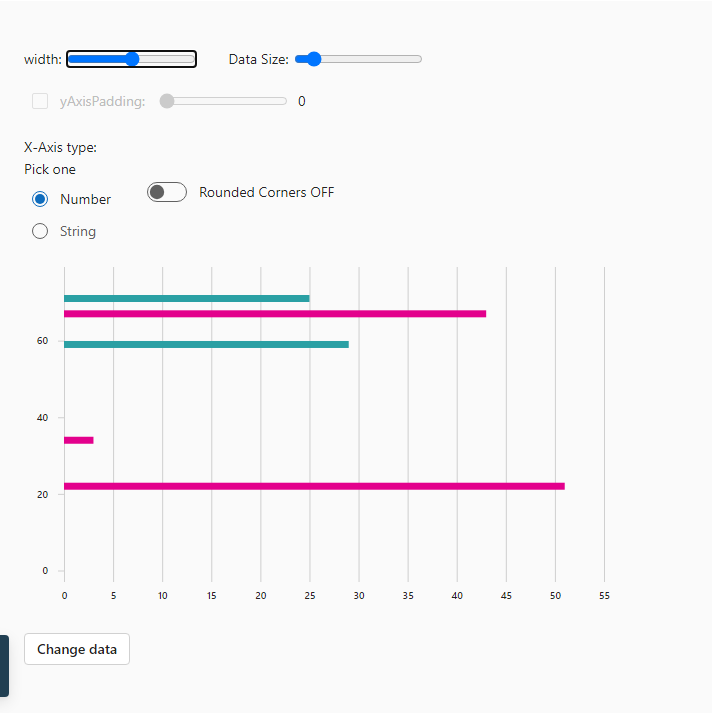 width: Data Size:
yAxisPadding: 0
X-Axis type:
Pick one
Number
Rounded Corners OFF
String
60
40
20
0
0 5 10 15 20 25 30 35 40 45 50 55
Change data